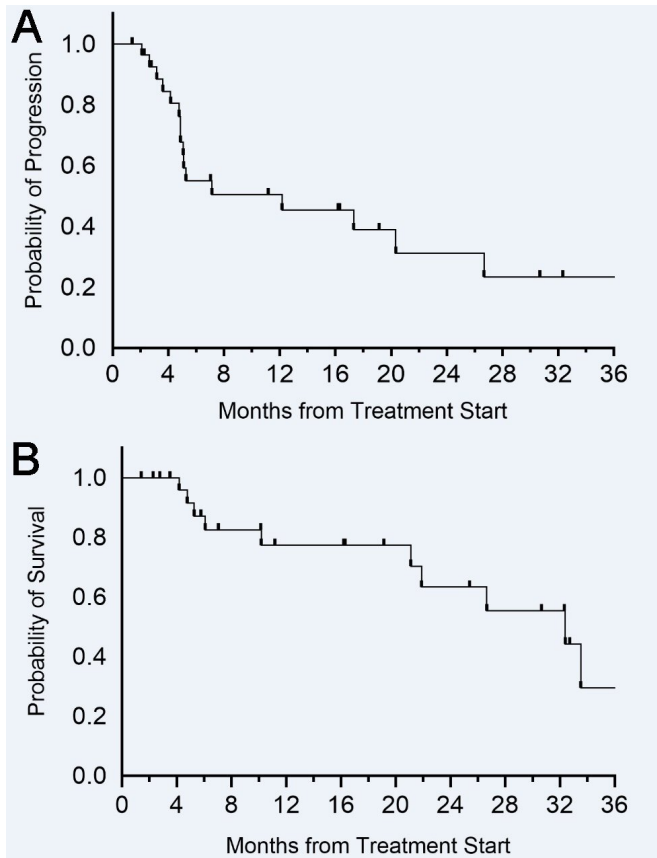 A
Probability of Progression
1.0
0.8
0.6
0.4
0.2
0.0
0 4 8 12 16 20 24 28 32 36
Months from Treatment Start
B
Probability of Survival
1.0
0.8
0.6
0.4
0.2
0.0
0 4 8 12 16 20 24 28 32 36
Months from Treatment Start